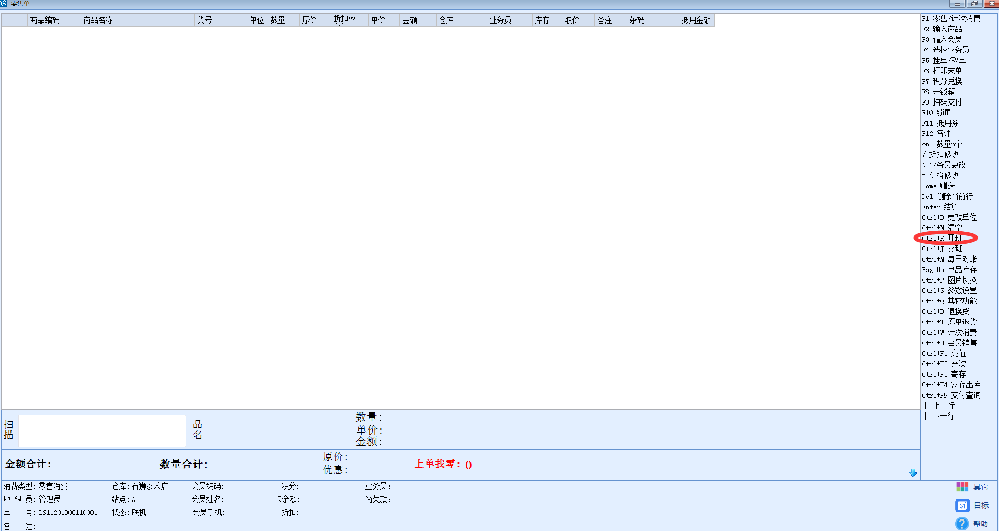 零售单
商品编码 商品名称 货号 单位 数量 原价 折扣率(%) 单价 金额 仓库 业务员 库存 取价 备注 条码 抵用金额
F1 零售/计次消费
F2 输入商品
F3 输入会员
F4 选择业务员
F5 挂单/取单
F6 打印末单
F7 积分兑换
F8 开钱箱
F9 扫码支付
F10 锁屏
F11 抵用券
F12 备注
*n 数量n个
/ 折扣修改
\ 业务员更改
= 价格修改
Home 赠送
Del 删除当前行
Enter 结算
Ctrl+D 更改单位
Ctrl+N 清空
Ctrl+K 开班
Ctrl+J 交班
Ctrl+M 每日对账
PageUp 单品库存
Ctrl+P 图片切换
Ctrl+S 参数设置
Ctrl+Q 其它功能
Ctrl+B 退换货
Ctrl+T 原单退货
Ctrl+W 计次消费
Ctrl+H 会员销售
Ctrl+F1 充值
Ctrl+F2 充次
Ctrl+F3 寄存
Ctrl+F4 寄存出库
Ctrl+F9 支付查询
↑ 上一行
↓ 下一行
扫描 品名
数量:
单价:
金额:
金额合计: 数量合计:
原价:
优惠:
上单找零: 0
消费类型: 零售消费 仓库: 石狮泰禾店 会员编码: 积分: 业务员:
收 银 员: 管理员 站点: A 会员姓名: 卡余额: 尚欠款:
单 号: LS11201906110001 状态: 联机 会员手机: 折扣:
备 注:
其它
31 目标
? 帮助